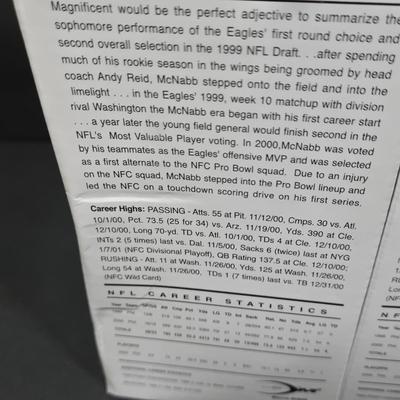 Magnificent would be the perfect adjective to summarize the
sophomore performance of the Eagles' first round choice and
second overall selection in the 1999 NFL Draft. . .after spending
much of his rookie season in the wings being groomed by head
coach Andy Reid, McNabb stepped onto the field and into the
limelight . . . in the Eagles' 1999, week 10 matchup with division
rival Washington the McNabb era began with his first career start
. . . a year later the young field general would finish second in the
NFL's Most Valuable Player voting. In 2000,McNabb was voted
by his teammates as the Eagles' offensive MVP and was selected
as a first alternate to the NFC Pro Bowl squad. Due to an injury
on the NFC squad, McNabb stepped into the Pro Bowl lineup and
led the NFC on a touchdown scoring drive on his first series.
Career Highs: PASSING - Atts. 55 at Pit. 11/12/00, Cmps. 30 vs. Atl.
10/1/00, Pct. 73.5 (25 for 34) vs. Arz. 11/19/00, Yds. 390 at Cle.
12/10/00, Long 70-yd. TD vs. Atl. 10/1/00, TDs 4 at Cle. 12/10/00,
INTs 2 (5 times) last vs. Dal. 11/5/00, Sacks 6 (twice) last at NYG
1/7/01 (NFC Divisional Playoff), QB Rating 137.5 at Cle. 12/10/00;
RUSHING - Att. 11 at Wash. 11/26/00, Yds. 125 at Wash. 11/26/00,
Long 54 at Wash. 11/26/00, TDs 1 (7 times) last vs. TB 12/31/00
(NFC Wild Card)
NFL CAREER STATISTICS